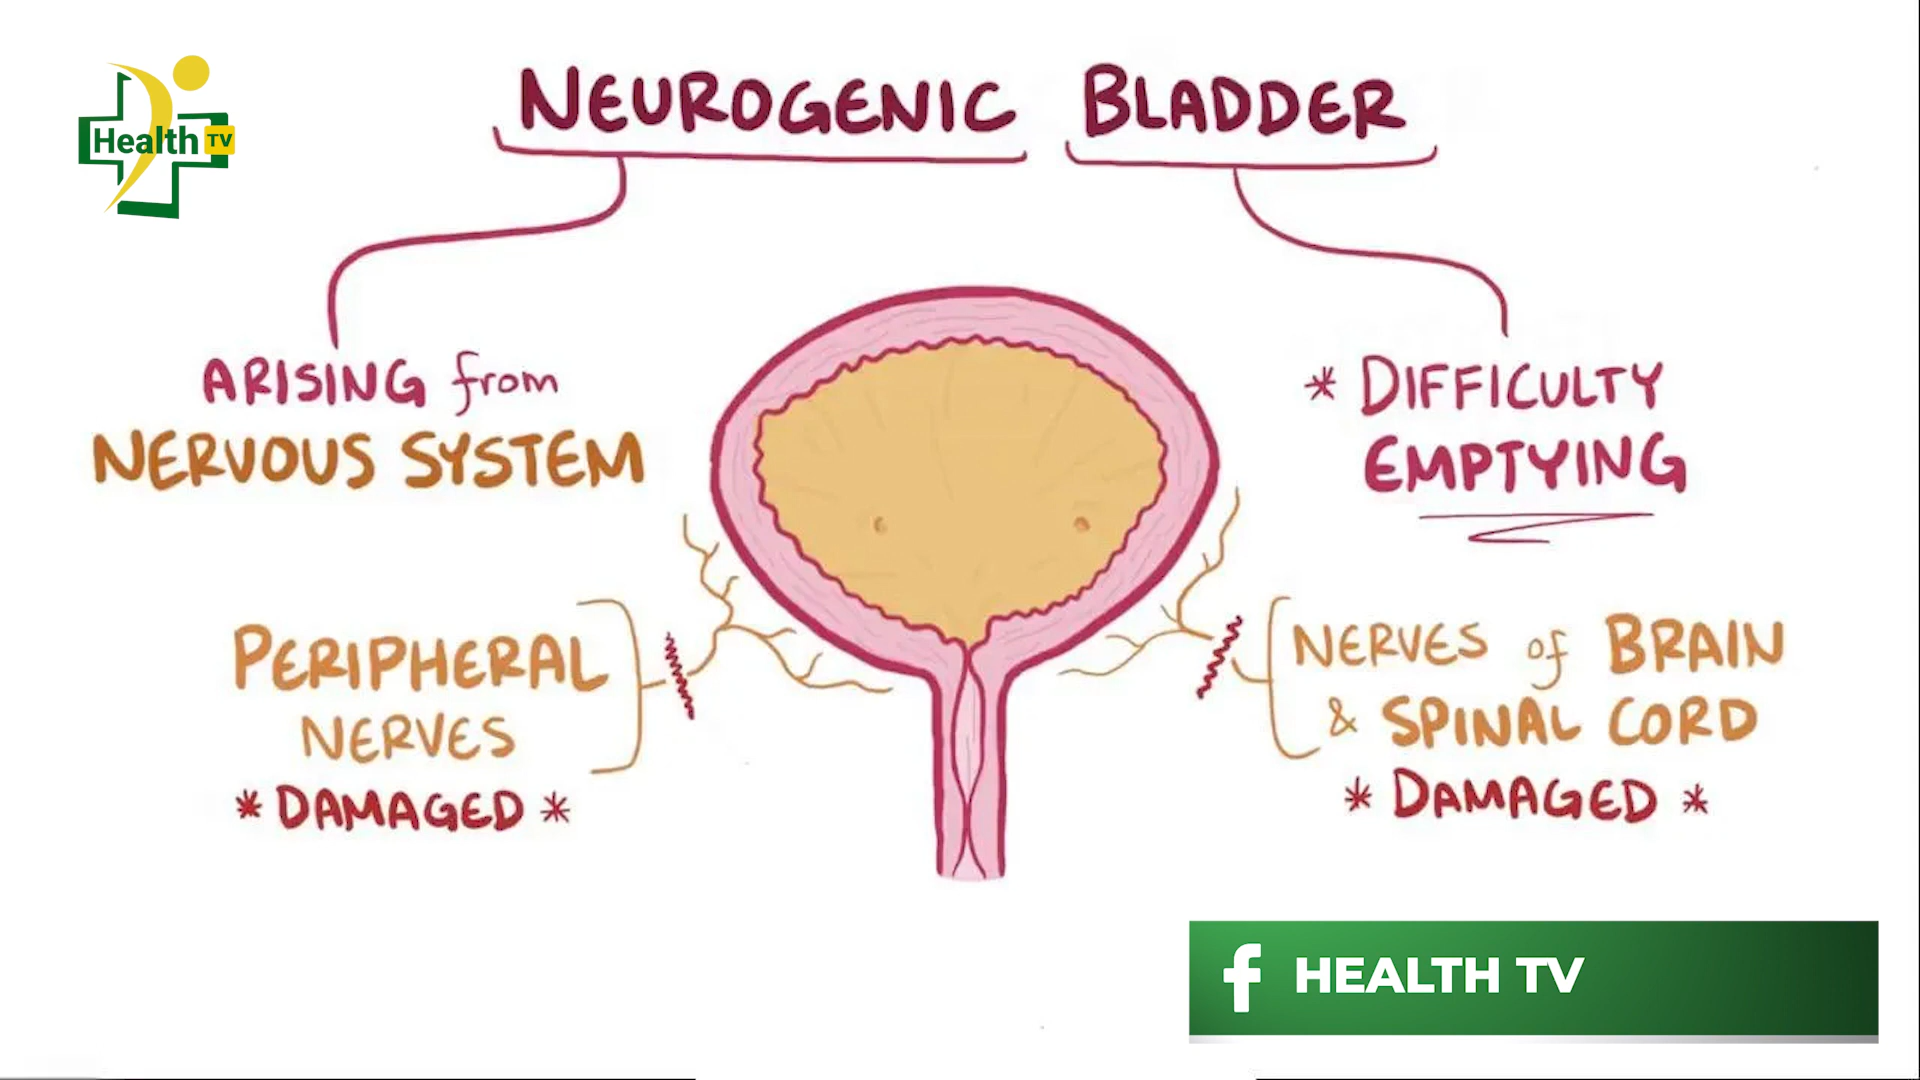 Health TV
NEUROGENIC BLADDER
ARISING from
NERVOUS SYSTEM
* DIFFICULTY
EMPTYING
PERIPHERAL
NERVES
* DAMAGED *
NERVES of BRAIN
& SPINAL CORD
* DAMAGED *
f HEALTH TV